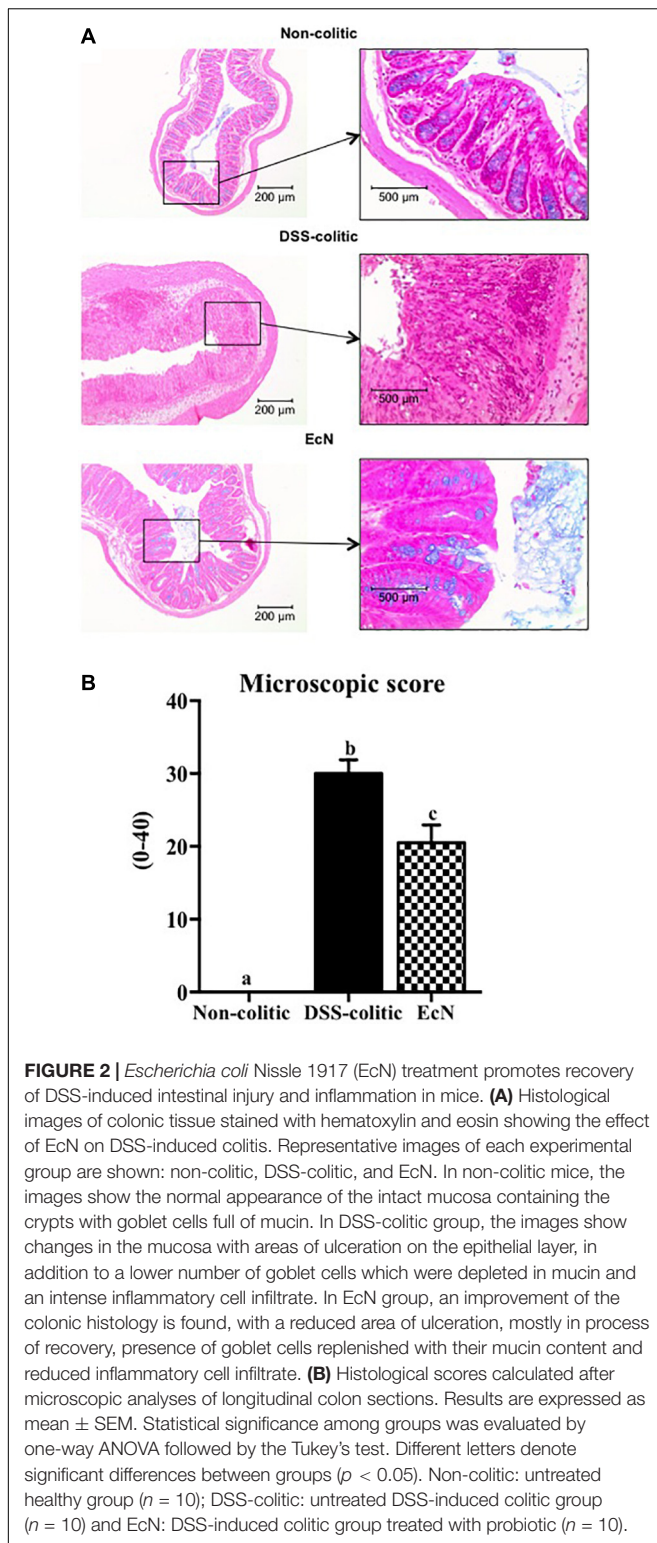 A
Non-colitic
200 µm
500 µm
DSS-colitic
200 µm
500 µm
EcN
200 µm
500 µm
B
Microscopic score
(0-40)
40
30
20
10
0
a
b
c
Non-colitic DSS-colitic EcN
FIGURE 2 | Escherichia coli Nissle 1917 (EcN) treatment promotes recovery
of DSS-induced intestinal injury and inflammation in mice. (A) Histological
images of colonic tissue stained with hematoxylin and eosin showing the effect
of EcN on DSS-induced colitis. Representative images of each experimental
group are shown: non-colitic, DSS-colitic, and EcN. In non-colitic mice, the
images show the normal appearance of the intact mucosa containing the
crypts with goblet cells full of mucin. In DSS-colitic group, the images show
changes in the mucosa with areas of ulceration on the epithelial layer, in
addition to a lower number of goblet cells which were depleted in mucin and
an intense inflammatory cell infiltrate. In EcN group, an improvement of the
colonic histology is found, with a reduced area of ulceration, mostly in process
of recovery, presence of goblet cells replenished with their mucin content and
reduced inflammatory cell infiltrate. (B) Histological scores calculated after
microscopic analyses of longitudinal colon sections. Results are expressed as
mean ± SEM. Statistical significance among groups was evaluated by
one-way ANOVA followed by the Tukey's test. Different letters denote
significant differences between groups (p < 0.05). Non-colitic: untreated
healthy group (n = 10); DSS-colitic: untreated DSS-induced colitic group
(n = 10) and EcN: DSS-induced colitic group treated with probiotic (n = 10).